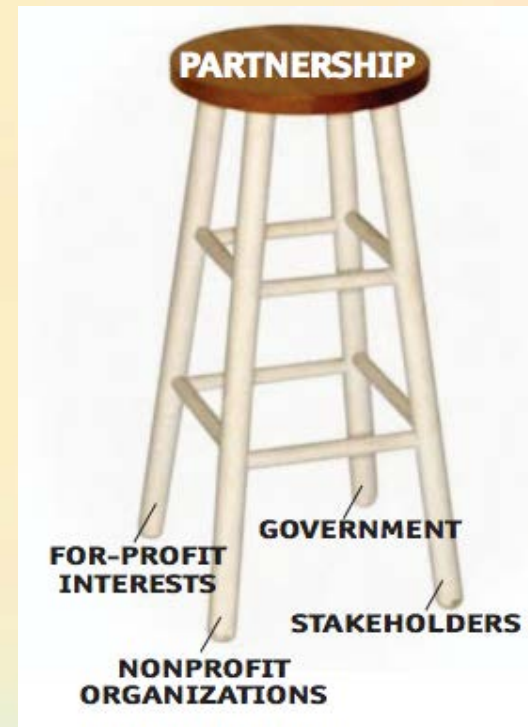 PARTNERSHIP
GOVERNMENT
FOR-PROFIT
INTERESTS
STAKEHOLDERS
NONPROFIT
ORGANIZATIONS